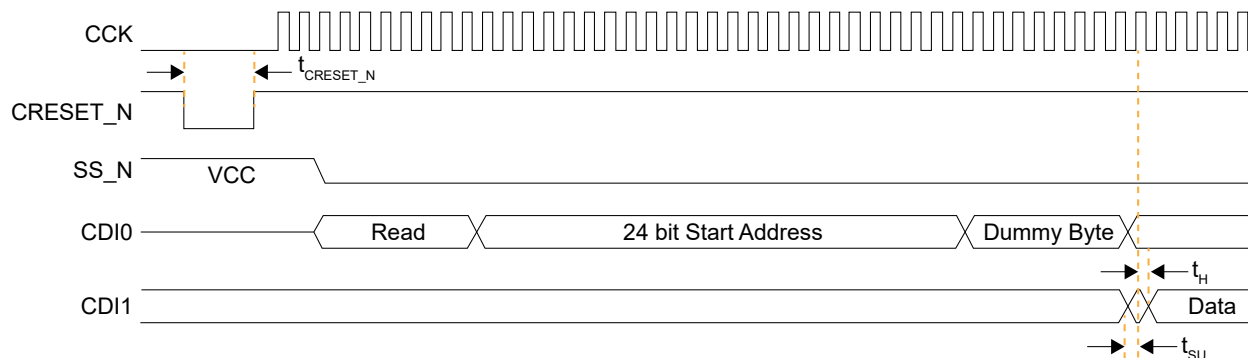 CCK
tCRESET_N
CRESET_N
SS_N
VCC
CDI0
Read
24 bit Start Address
Dummy Byte
tH
CDI1
Data
tSU